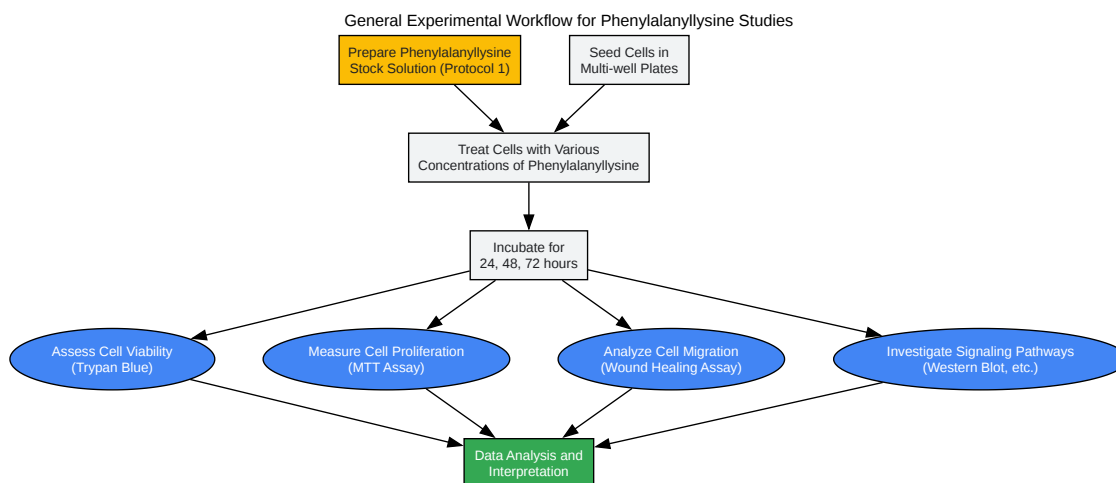 General Experimental Workflow for Phenylalanyllysine Studies
Prepare Phenylalanyllysine
Stock Solution (Protocol 1)
Seed Cells in
Multi-well Plates
Treat Cells with Various
Concentrations of Phenylalanyllysine
Incubate for
24, 48, 72 hours
Assess Cell Viability
(Trypan Blue)
Measure Cell Proliferation
(MTT Assay)
Analyze Cell Migration
(Wound Healing Assay)
Investigate Signaling Pathways
(Western Blot, etc.)
Data Analysis and
Interpretation